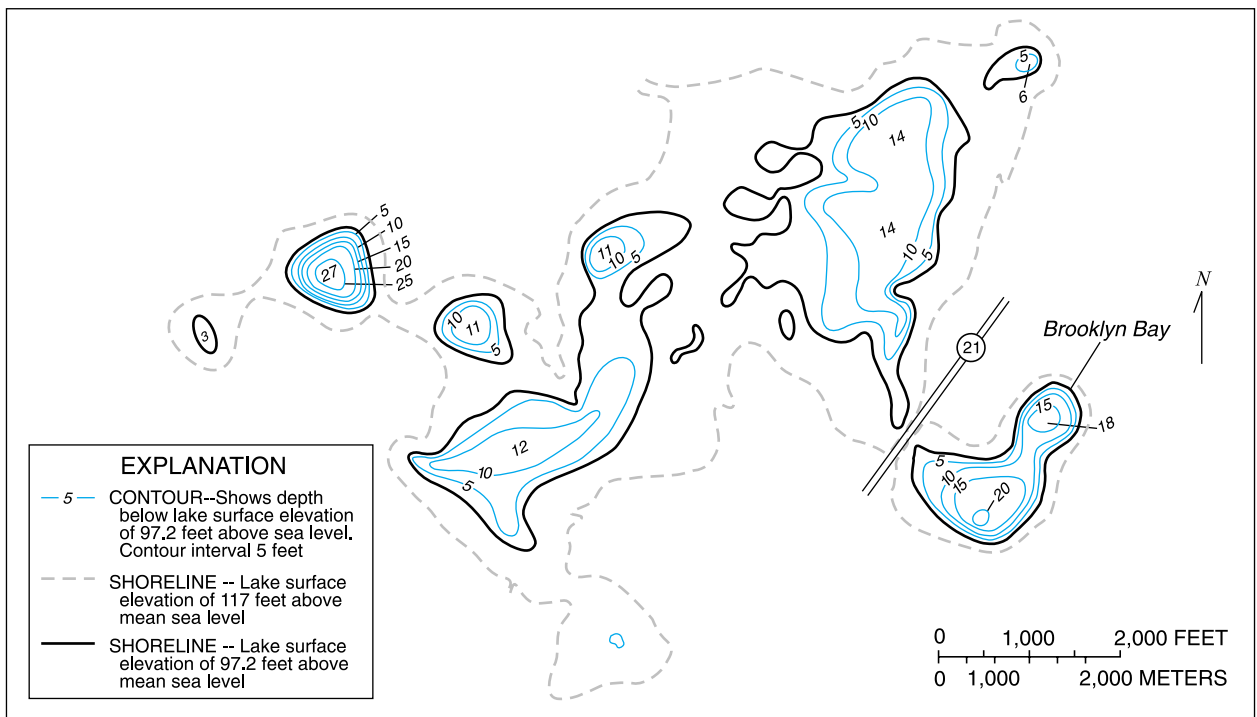 5
6
5
10
14
14
10
5
5
10
15
20
25
27
3
11
10
5
10
11
5
12
10
5
N
21
Brooklyn Bay
15
18
5
10
15
20
EXPLANATION
5 CONTOUR--Shows depth
below lake surface elevation
of 97.2 feet above sea level.
Contour interval 5 feet
SHORELINE -- Lake surface
elevation of 117 feet above
mean sea level
SHORELINE -- Lake surface
elevation of 97.2 feet above
mean sea level
0 1,000 2,000 FEET
0 1,000 2,000 METERS